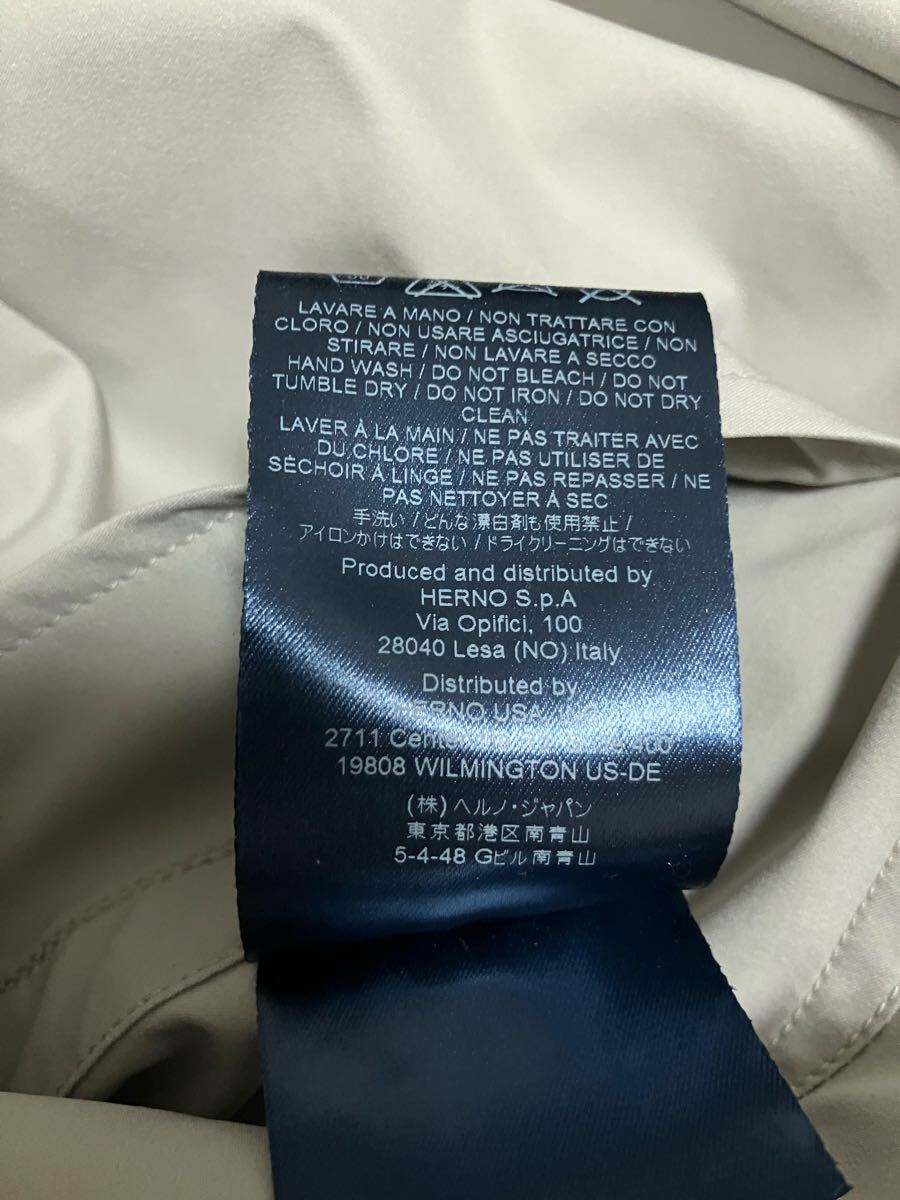 LAVARE A MANO / NON TRATTARE CON
CLORO / NON USARE ASCIUGATRICE / NON
STIRARE / NON LAVARE A SECCO
HAND WASH / DO NOT BLEACH / DO NOT
TUMBLE DRY / DO NOT IRON / DO NOT DRY
CLEAN
LAVER À LA MAIN / NE PAS TRAITER AVEC
DU CHLORE / NE PAS UTILISER DE
SÈCHOIR À LINGE / NE PAS REPASSER / NE
PAS NETTOYER À SEC
手洗い / どんな漂白剤も使用禁止 /
アイロンかけはできない / ドライクリーニングはできない
Produced and distributed by
HERNO S.p.A
Via Opifici, 100
28040 Lesa (NO) Italy
Distributed by
HERNO USA
2711 400
19808 WILMINGTON US-DE
(株) ヘルノ・ジャパン
東京都港区南青山
5-4-48 Gビル南青山